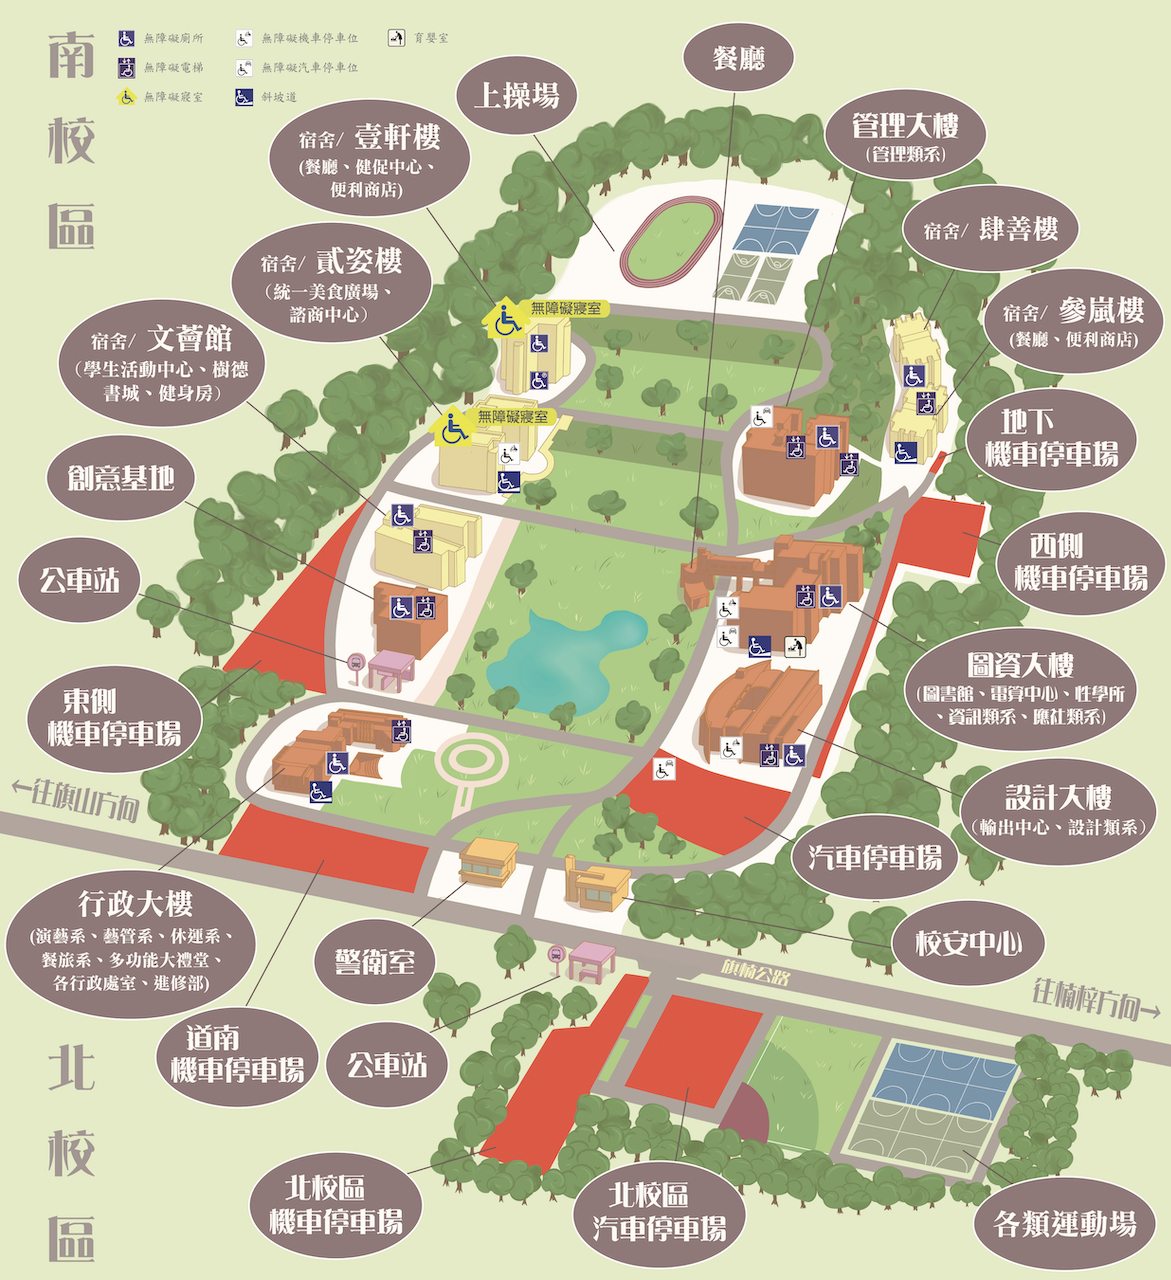 南
校
區
無障礙廁所
無障礙機車停車位
育嬰室
無障礙電梯
無障礙汽車停車位
無障礙寢室
斜坡道
餐廳
上操場
管理大樓
(管理類系)
宿舍/ 壹軒樓
(餐廳、健促中心、
便利商店)
宿舍/ 肆善樓
宿舍/ 貳姿樓
(統一美食廣場、
諮商中心)
宿舍/ 參嵐樓
(餐廳、便利商店)
無障礙寢室
宿舍/ 文薈館
(學生活動中心、樹德
書城、健身房)
無障礙寢室
地下
機車停車場
創意基地
西側
機車停車場
公車站
圖資大樓
(圖書館、電算中心、性學所
、資訊類系、應社類系)
東側
機車停車場
←往旗山方向
設計大樓
(輸出中心、設計類系)
汽車停車場
行政大樓
(演藝系、藝管系、休運系、
餐旅系、多功能大禮堂、
各行政處室、進修部)
警衛室
校安中心
旗楠公路
往楠梓方向→
道南
機車停車場
公車站
北
校
區
北校區
機車停車場
北校區
汽車停車場
各類運動場